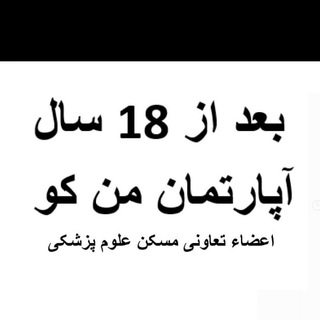 بعد از 18 سال
آپارتمان من کو
اعضاء تعاونی مسکن علوم پزشکی